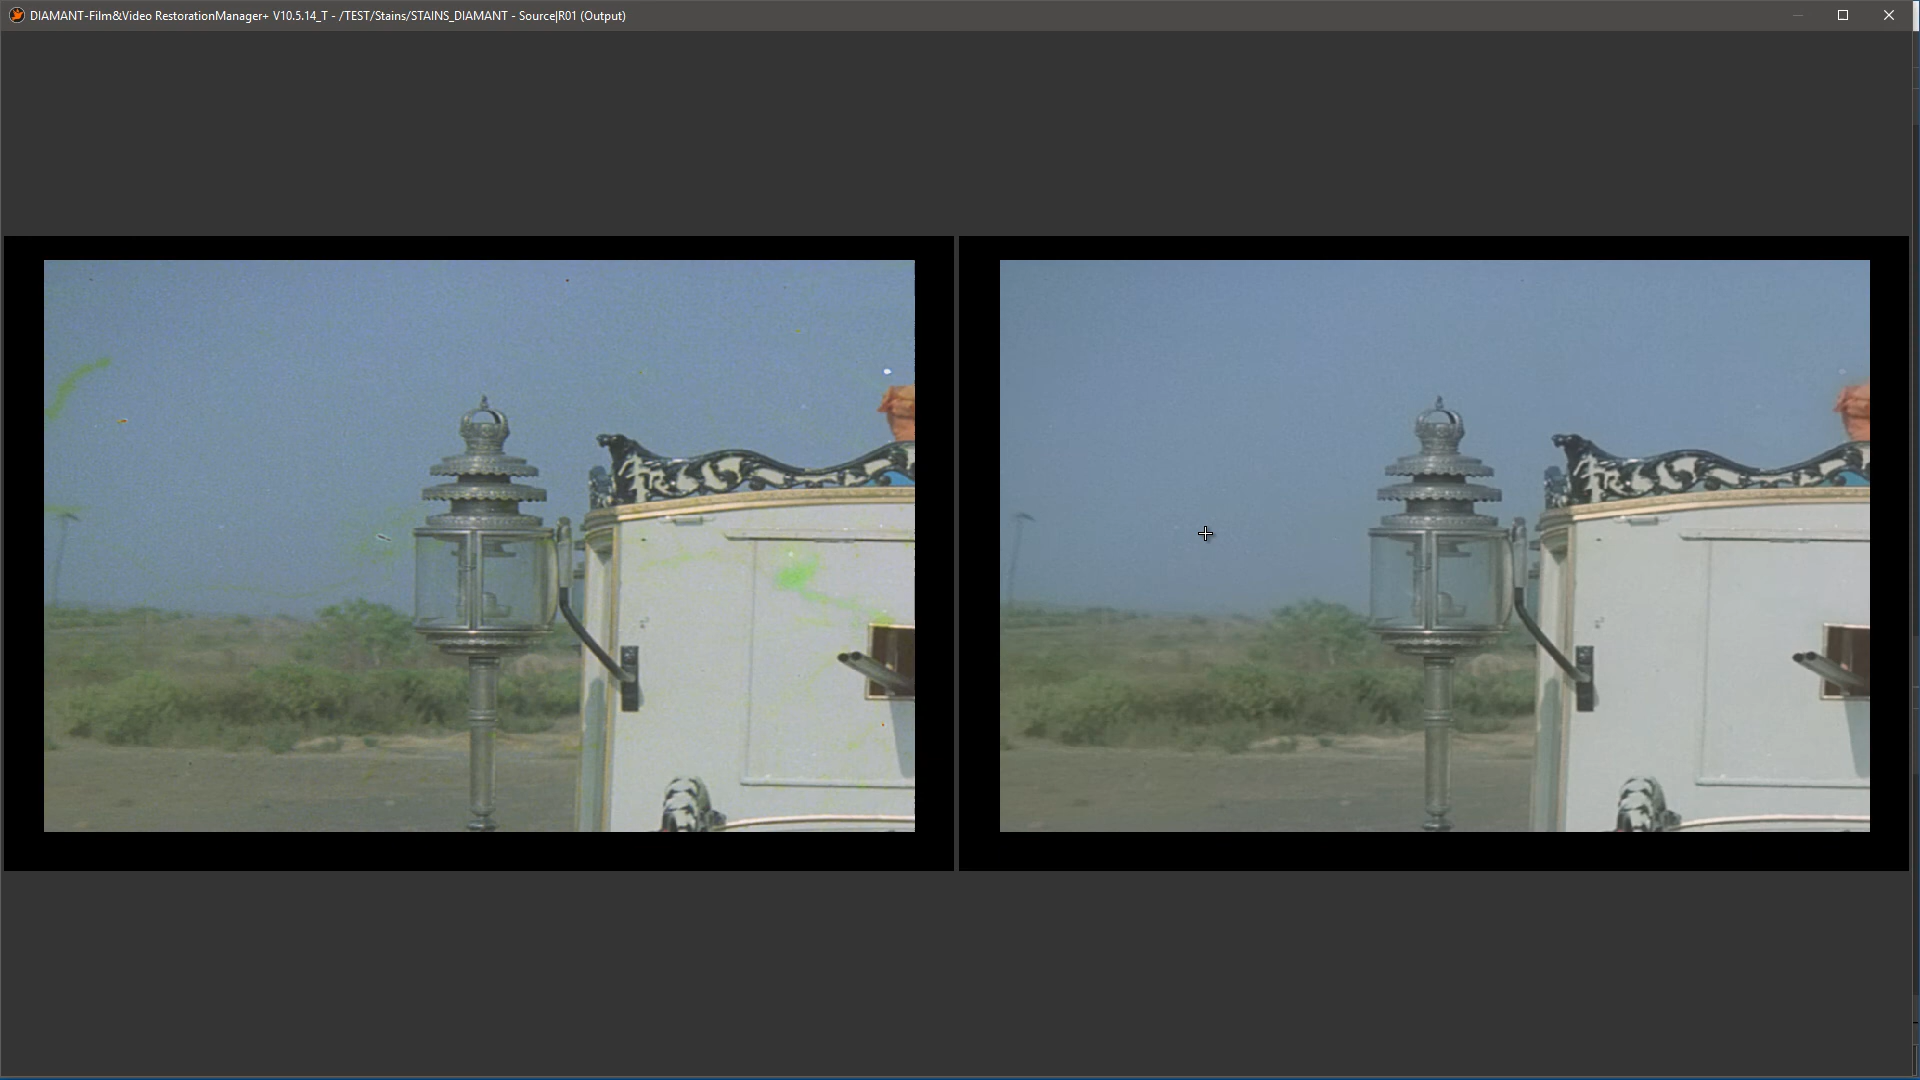 DIAMANT-Film&Video RestorationManager+ V10.5.14_T - /TEST/Stains/STAINS_DIAMANT - Source|R01 (Output)